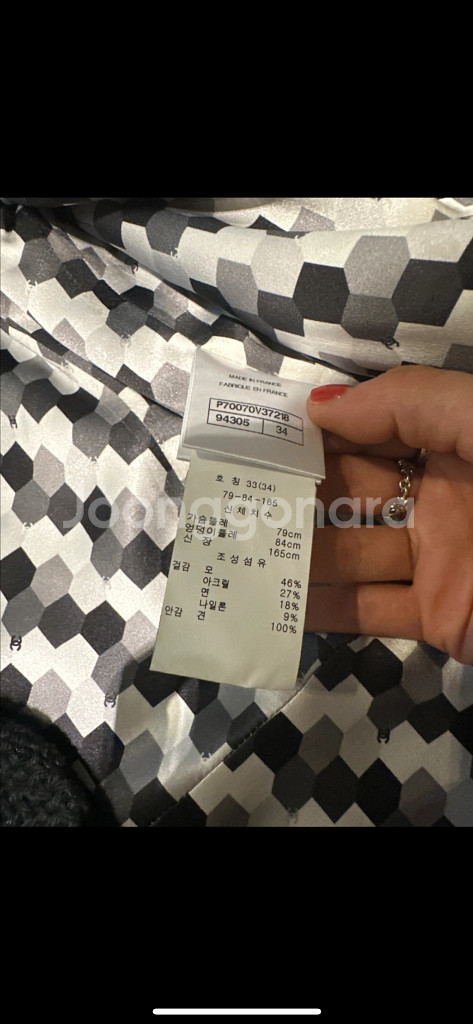 MADE IN FRANCE
FABRIQUE EN FRANCE
P70070V37218
94305 34
호 칭 33(34)
79-84-165
신 체 치 수
가슴둘레 79cm
엉덩이둘레 84cm
신 장 165cm
조 성 섬 유
겉감 모 46%
아크릴 27%
면 18%
나일론 9%
안감 견 100%
Joonggonara